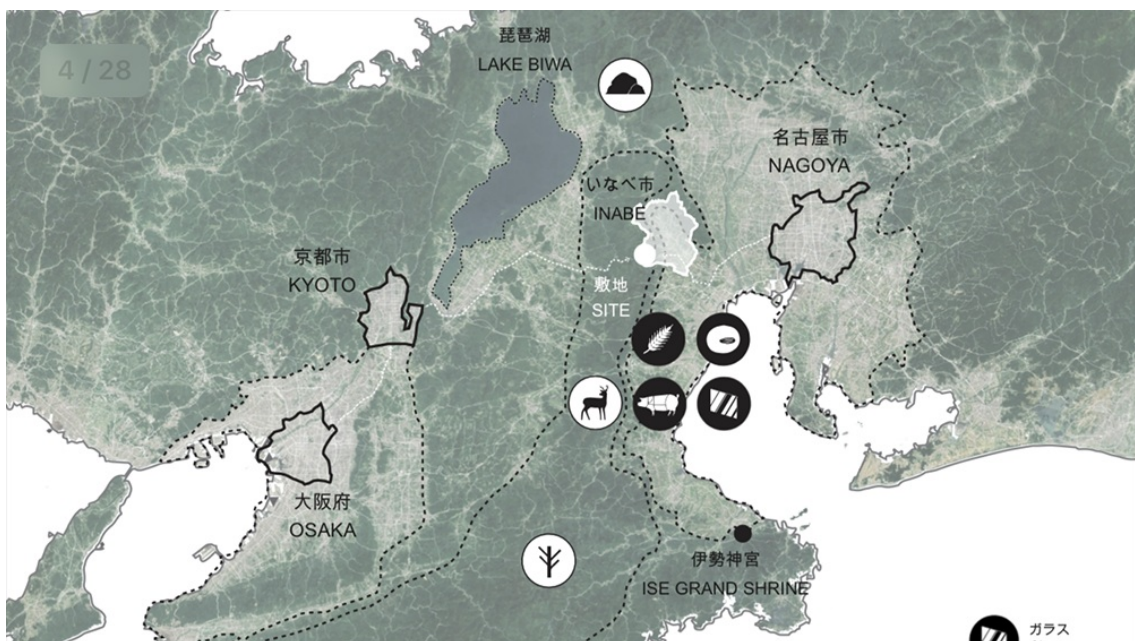 4 / 28
琵琶湖
LAKE BIWA
名古屋市
NAGOYA
いなべ市
INABE
京都市
KYOTO
敷地
SITE
大阪府
OSAKA
伊勢神宮
ISE GRAND SHRINE
ガラス